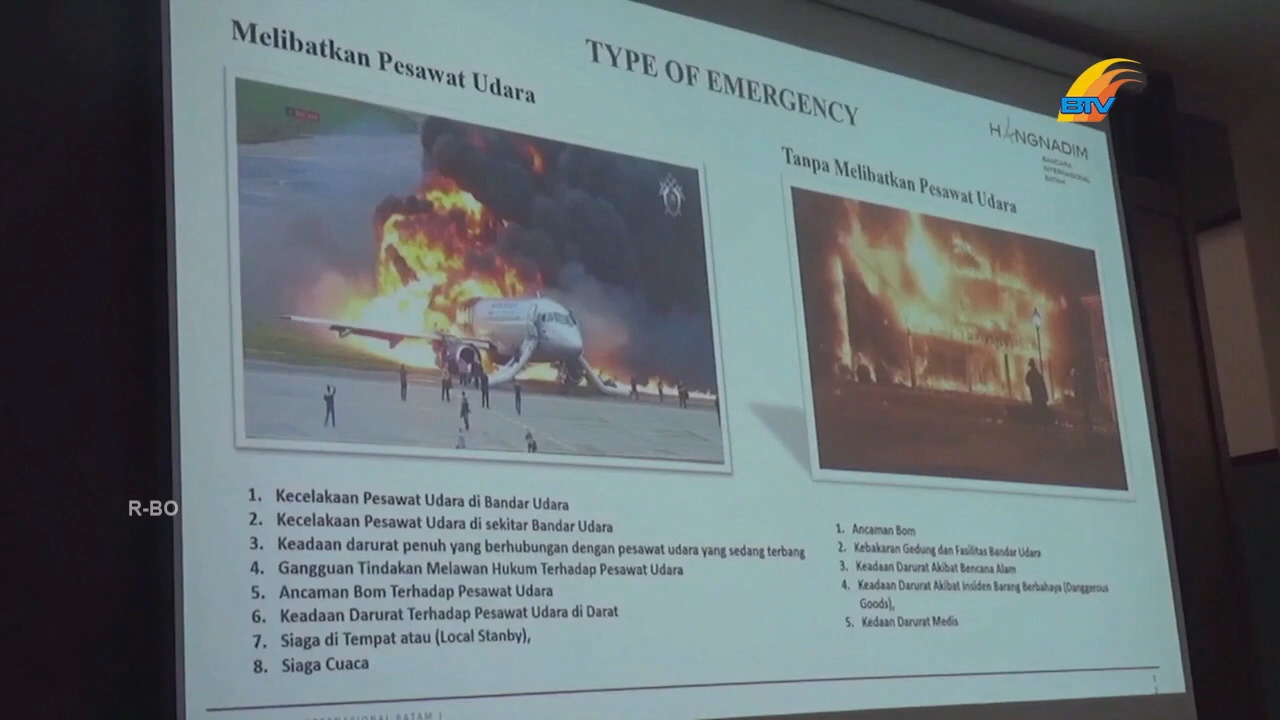 Melibatkan Pesawat Udara
TYPE OF EMERGENCY
BTV
HANGNADIM
BANDARA
INTERNASIONAL
BATAM
Tanpa Melibatkan Pesawat Udara
R-BO
1. Kecelakaan Pesawat Udara di Bandar Udara
2. Kecelakaan Pesawat Udara di sekitar Bandar Udara
3. Keadaan darurat penuh yang berhubungan dengan pesawat udara yang sedang terbang
4. Gangguan Tindakan Melawan Hukum Terhadap Pesawat Udara
5. Ancaman Bom Terhadap Pesawat Udara
6. Keadaan Darurat Terhadap Pesawat Udara di Darat
7. Siaga di Tempat atau (Local Stanby),
8. Siaga Cuaca
1. Ancaman Bom
2. Kebakaran Gedung dan Fasilitas Bandar Udara
3. Keadaan Darurat Akibat Bencana Alam
4. Keadaan Darurat Akibat Insiden Barang Berbahaya (Danggerous
Goods),
5. Kedaan Darurat Medis